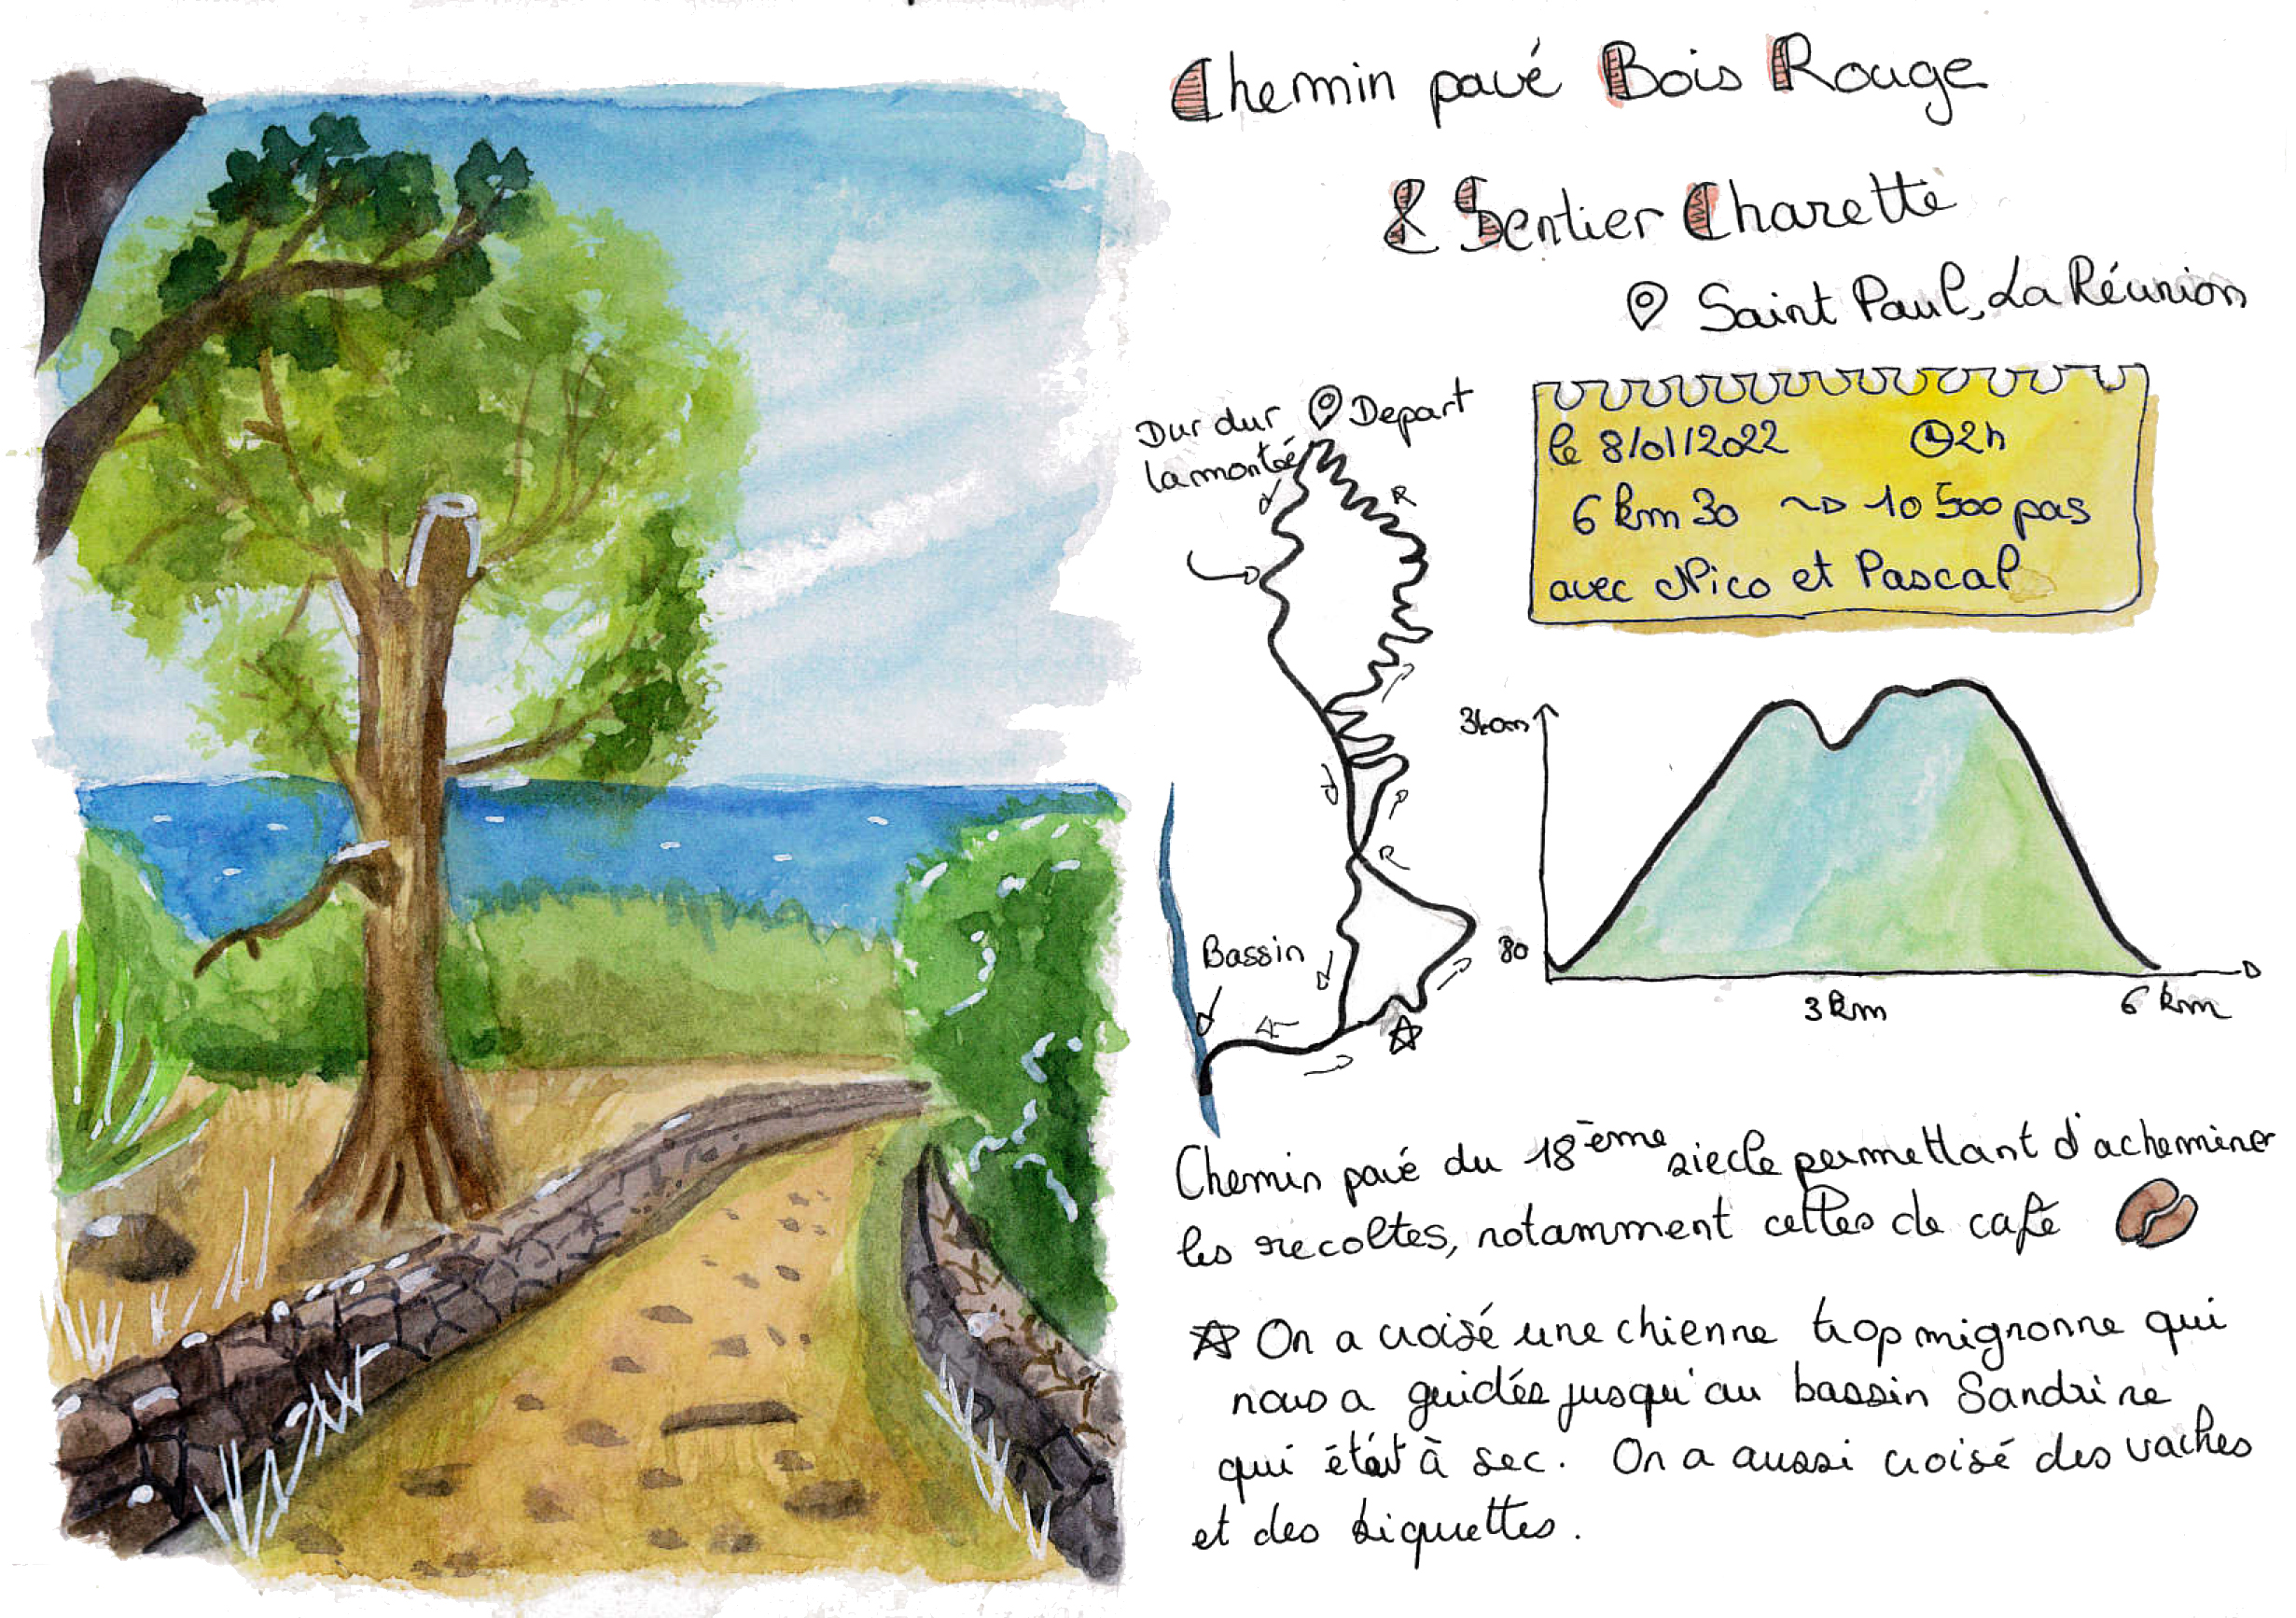 Chemin pavé Bois Rouge
& Sentier Charette
Saint Paul, La Réunion
Dur dur
la montée
Depart
le 8/01/2022 2h
6 km 30 ~> 10 500 pas
avec Nico et Pascal
340m
80
3 km
6 km
Bassin
Chemin pavé du 18ème siecle permettant d'acheminer
les recoltes, notamment celles de café
☆ On a croisé une chienne trop mignonne qui
nous a guidés jusqu'au bassin Sandrine
qui était à sec. On a aussi croisé des vaches
et des biquettes.